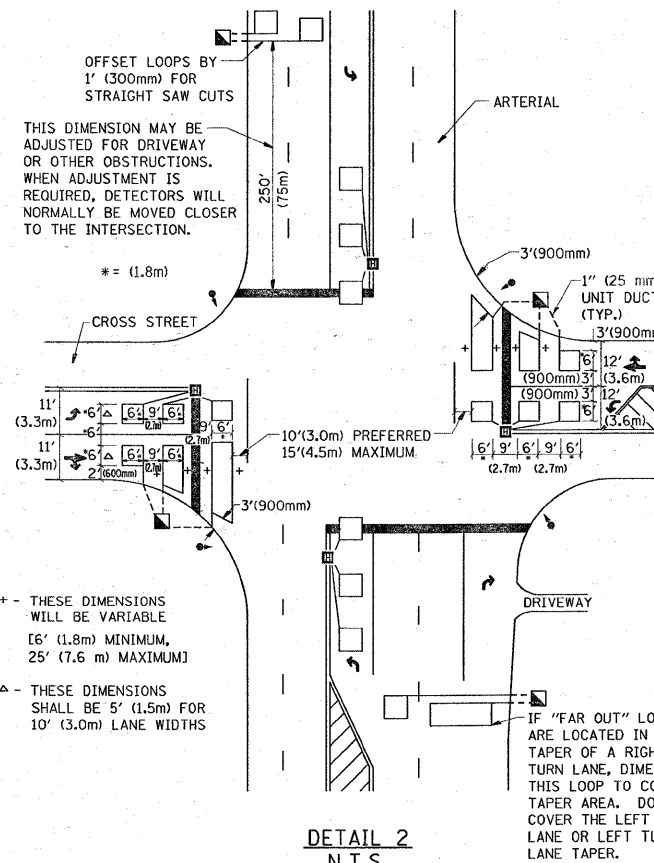 OFFSET LOOPS BY
1' (300mm) FOR
STRAIGHT SAW CUTS
ARTERIAL
THIS DIMENSION MAY BE
ADJUSTED FOR DRIVEWAY
OR OTHER OBSTRUCTIONS.
WHEN ADJUSTMENT IS
REQUIRED, DETECTORS WILL
NORMALLY BE MOVED CLOSER
TO THE INTERSECTION.
250'
(75m)
* = (1.8m)
3'(900mm)
1" (25 mm
UNIT DUCT
(TYP.)
CROSS STREET
3'(900m
+ + + +
*6' 12'
(3.6m)
(900mm) 3'
(900mm) 3' 12'
*6' (3.6m)
6' 9' 6' 9' 6'
* (2.7m) * (2.7m) *
11'
(3.3m)
*6' △ 6' 9' 6'
* (2.7m) *
9' 6'
(2.7m) *
*6'
11'
(3.3m)
*6' △ 6' 9' 6'
* (2.7m) *
2' (600mm)
+ + + +
10'(3.0m) PREFERRED
15'(4.5m) MAXIMUM
3'(900mm)
+ - THESE DIMENSIONS
WILL BE VARIABLE
[6' (1.8m) MINIMUM,
25' (7.6 m) MAXIMUM]
△ - THESE DIMENSIONS
SHALL BE 5' (1.5m) FOR
10' (3.0m) LANE WIDTHS
DRIVEWAY
IF "FAR OUT" LO
ARE LOCATED IN
TAPER OF A RIGH
TURN LANE, DIME
THIS LOOP TO CO
TAPER AREA. DO
COVER THE LEFT
LANE OR LEFT TU
LANE TAPER.
DETAIL 2
N.T.S.